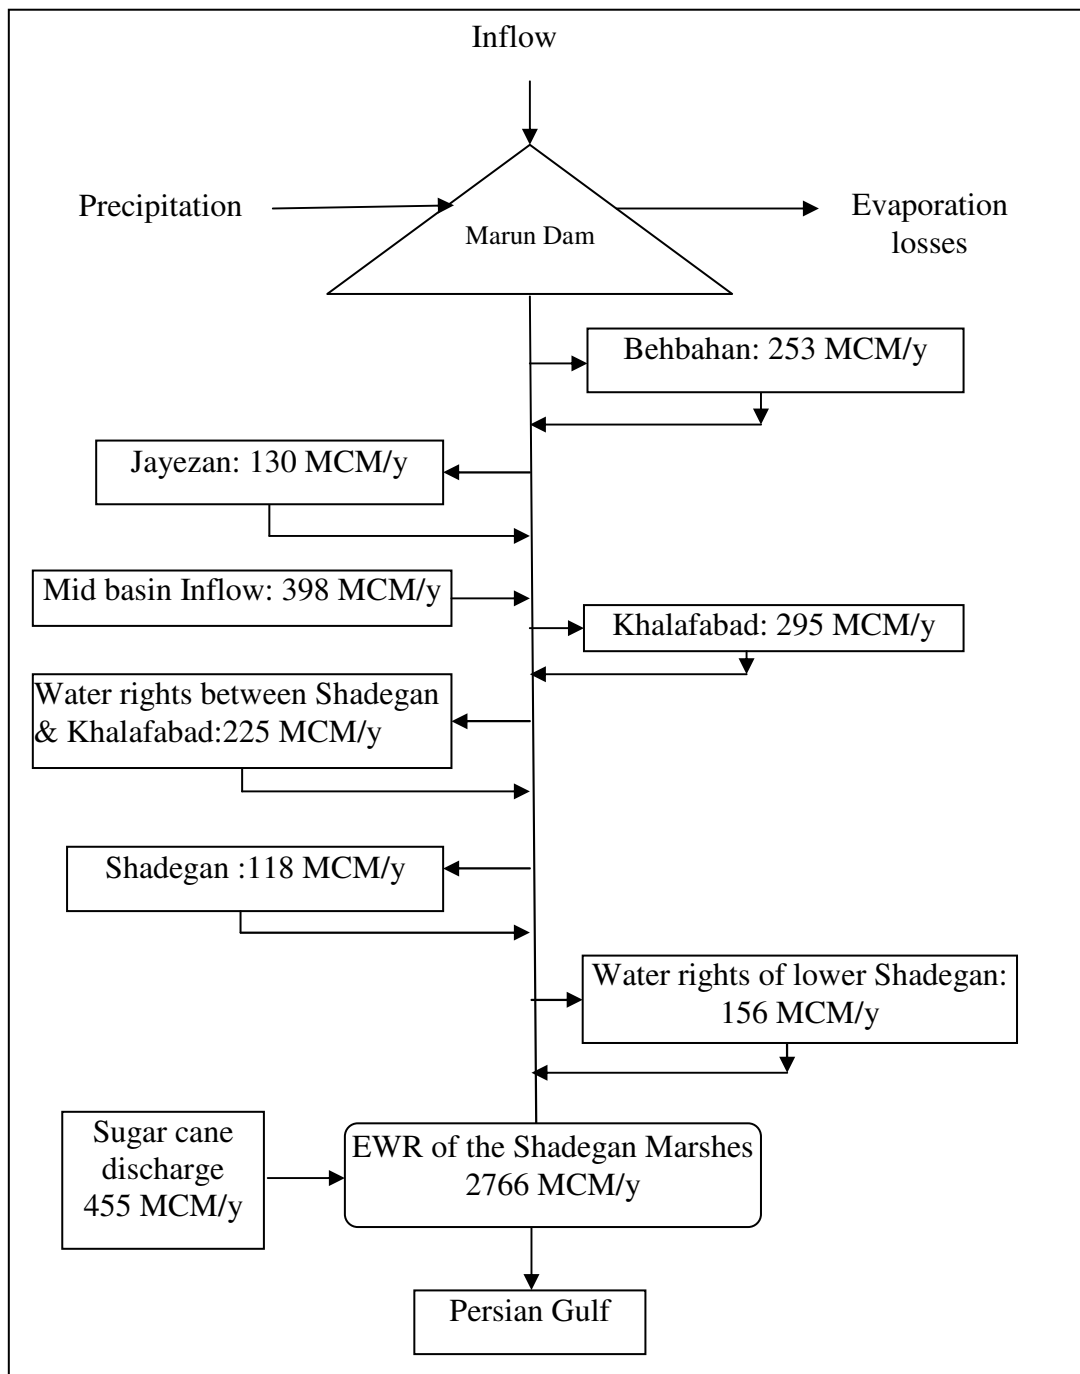 Inflow
Precipitation
Evaporation
losses
Marun Dam
Behbahan: 253 MCM/y
Jayezan: 130 MCM/y
Mid basin Inflow: 398 MCM/y
Khalafabad: 295 MCM/y
Water rights between Shadegan
& Khalafabad:225 MCM/y
Shadegan :118 MCM/y
Water rights of lower Shadegan:
156 MCM/y
Sugar cane
discharge
455 MCM/y
EWR of the Shadegan Marshes
2766 MCM/y
Persian Gulf